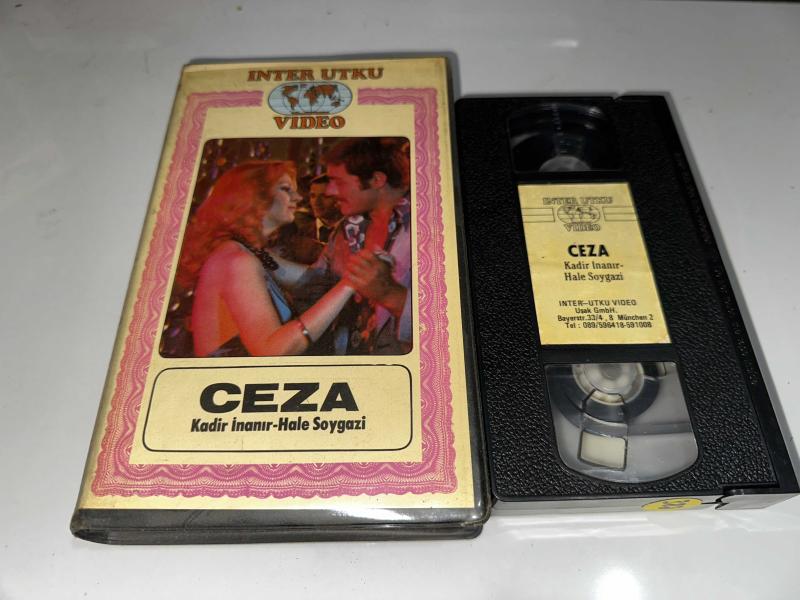 INTER UTKU
VIDEO
CEZA
Kadir İnanır-Hale Soygazi
INTER UTKU
VIDEO
CEZA
Kadir Inanır-
Hale Soygazi
INTER-UTKU VIDEO
Usak GmbH.
Bayerstr.33/4 , 8 München 2
Tel : 089/596418-591008